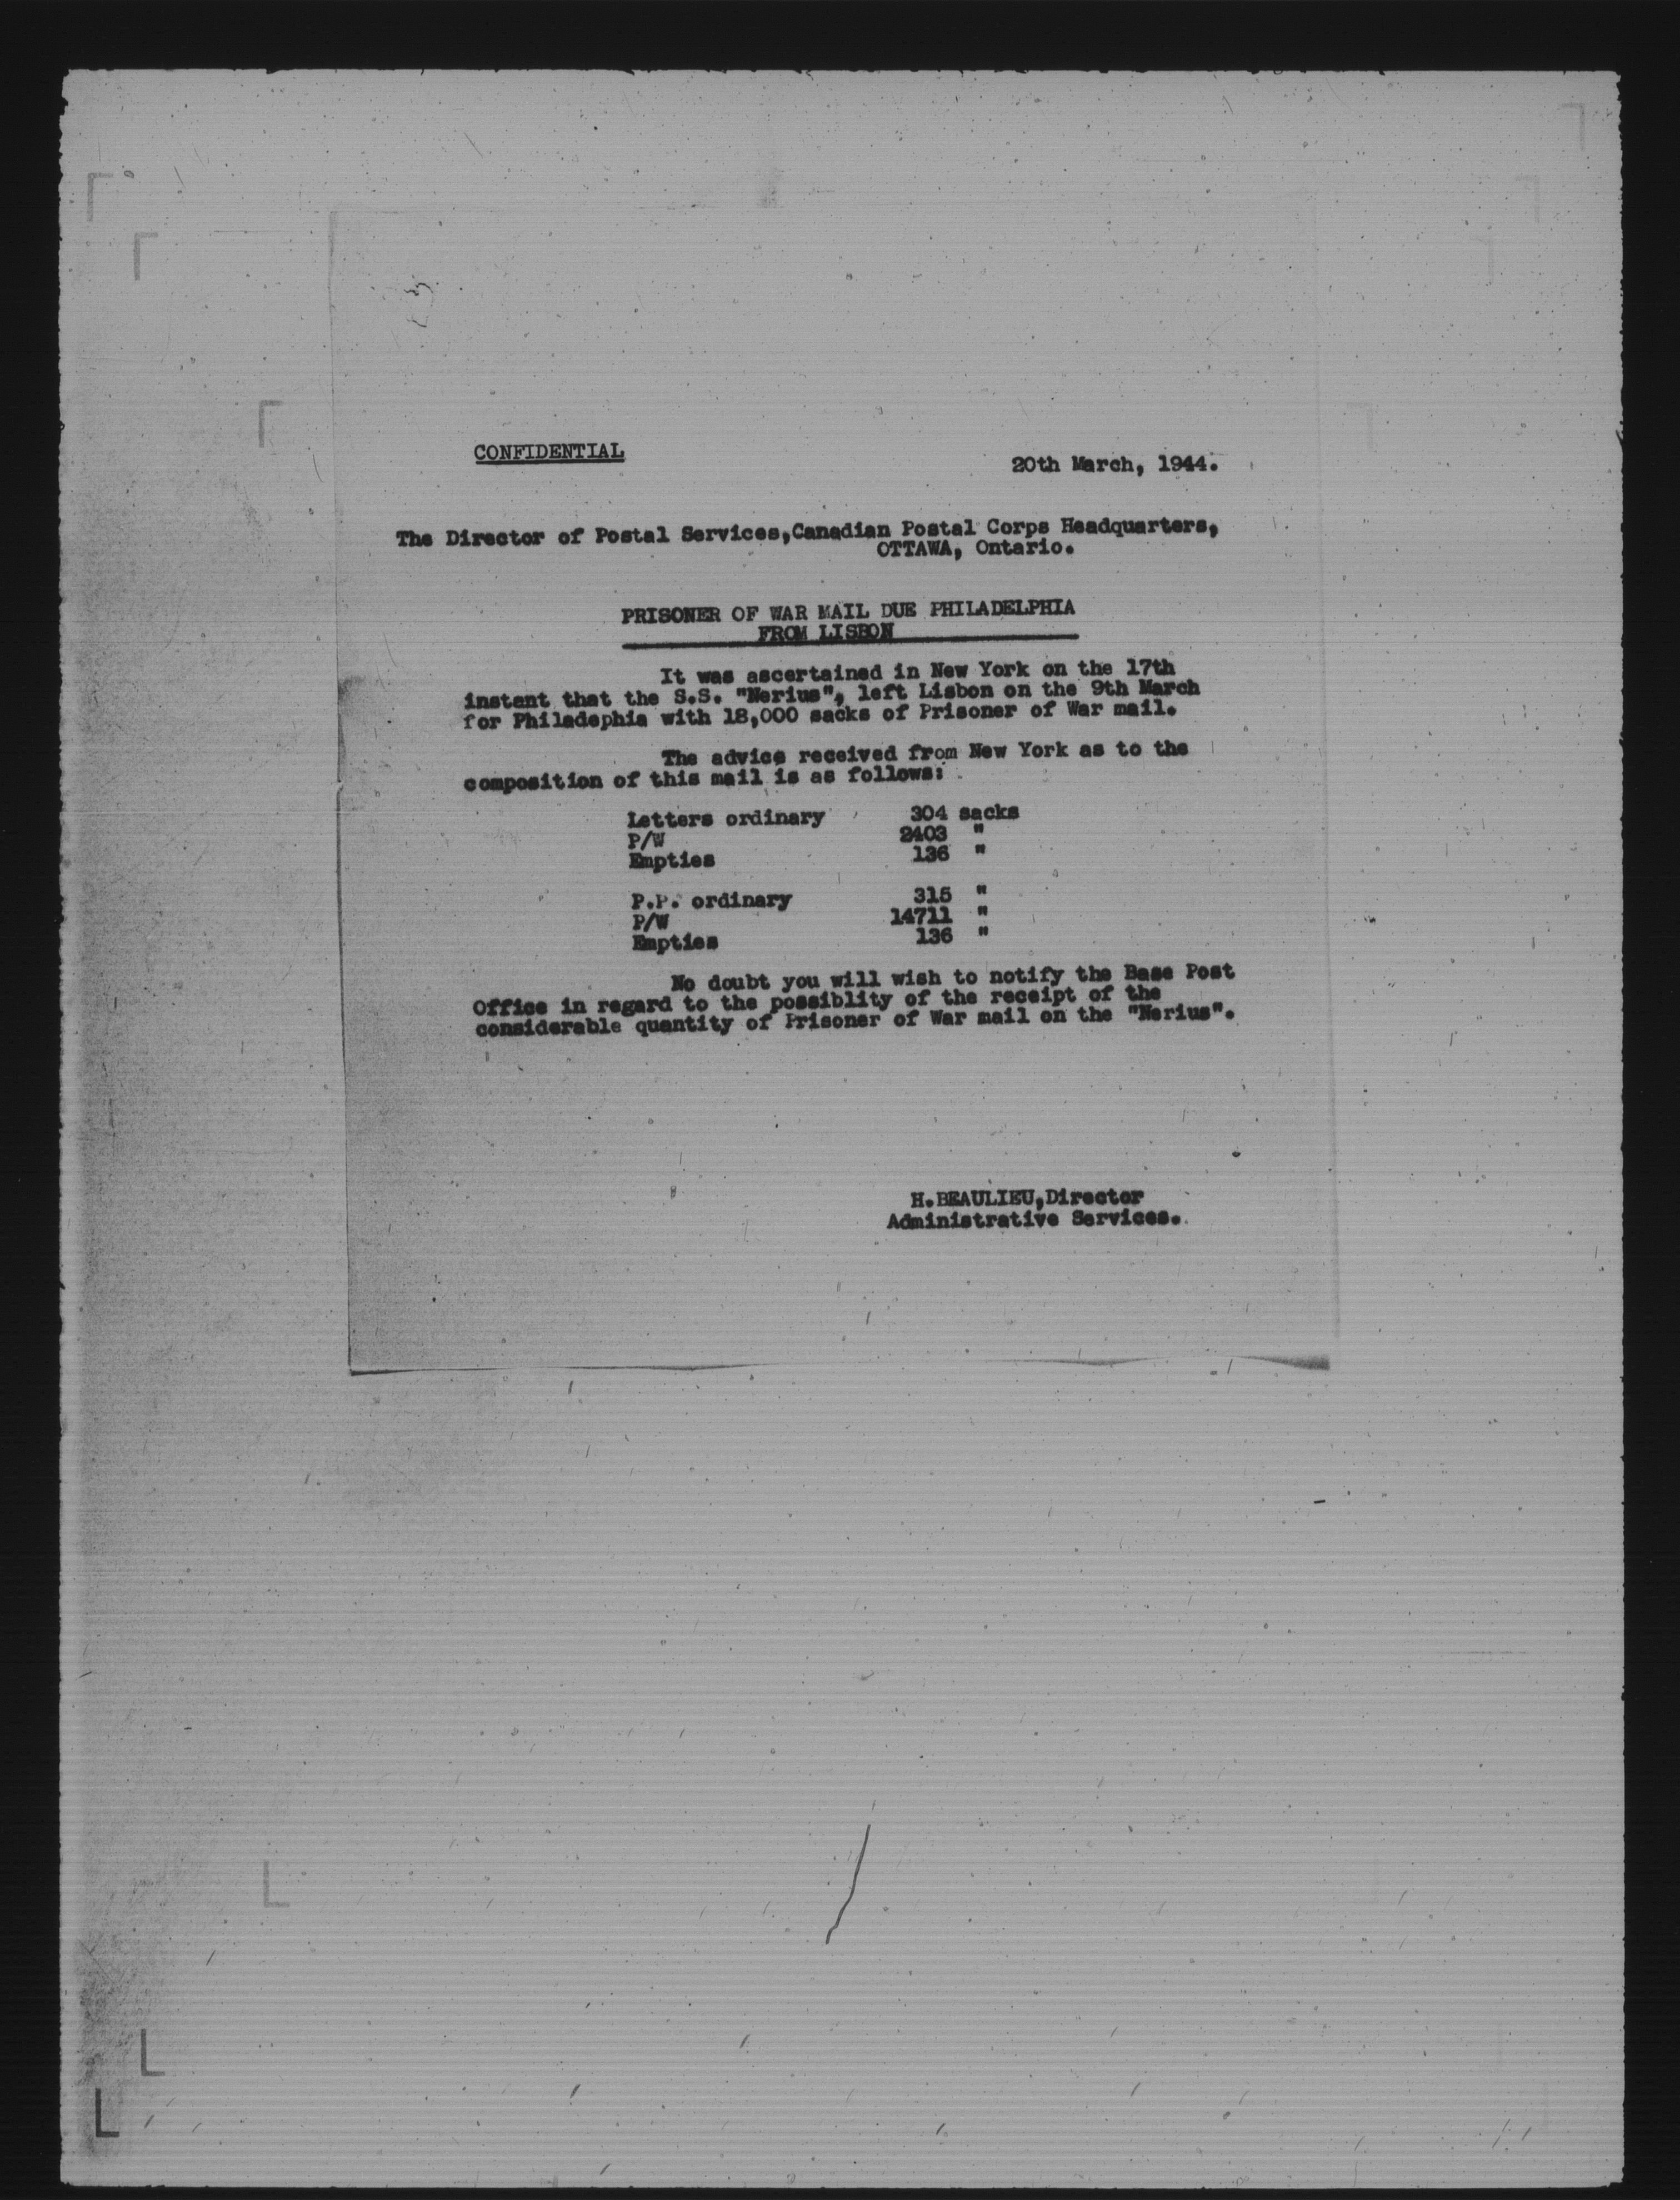 CONFIDENTIAL
20th March, 1944.
The Director of Postal Services,Canadian Postal Corps Headquarters,
OTTAWA, Ontario.
PRISONER OF WAR MAIL DUE PHILADELPHIA
FROM LISBON
It was ascertained in New York on the 17th
instant that the S.S. "Nerius", left Lisbon on the 9th March
for Philadephia with 18,000 sacks of Prisoner of War mail.
The advice received from New York as to the
composition of this mail is as follows:
Letters ordinary 304 sacks
P/W 2403 "
Empties 136 "
P.P. ordinary 315 "
P/W 14711 "
Empties 136 "
No doubt you will wish to notify the Base Post
Office in regard to the possiblity of the receipt of the
considerable quantity of Prisoner of War mail on the "Nerius".
H.BEAULIEU,Director
Administrative Services.